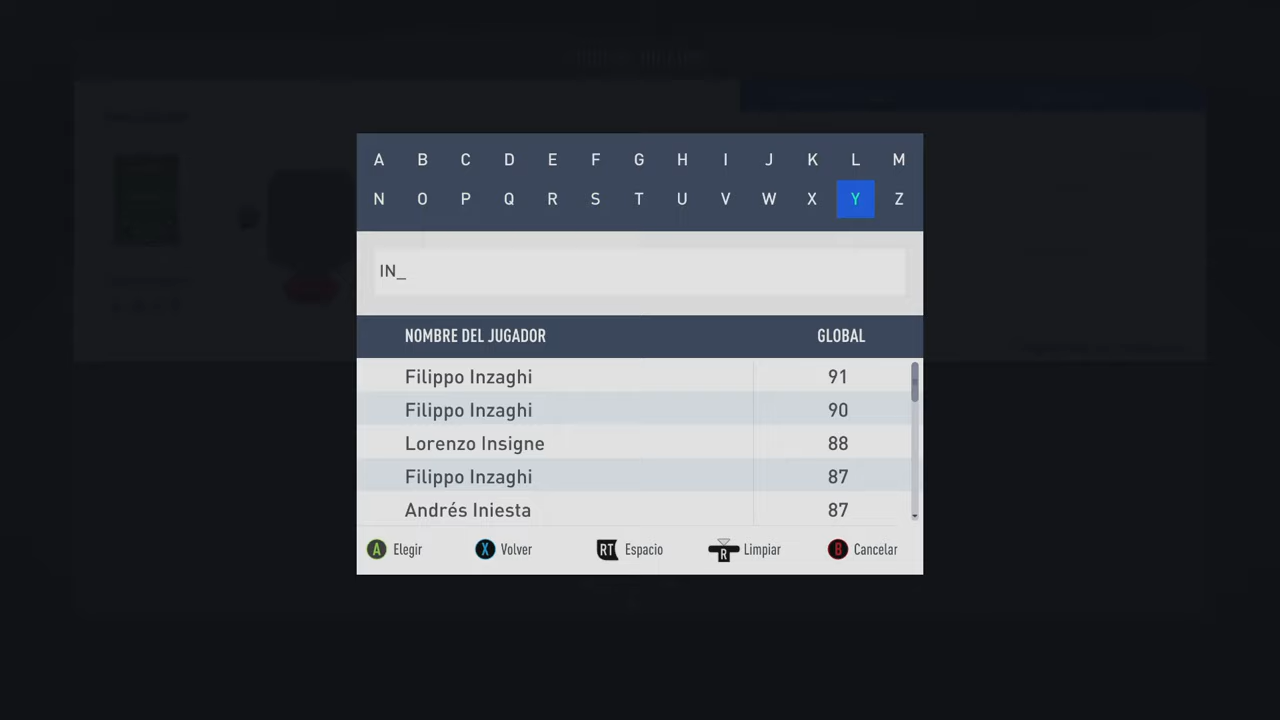 A B C D E F G H I J K L M
N O P Q R S T U V W X Y Z
IN_
NOMBRE DEL JUGADOR GLOBAL
Filippo Inzaghi 91
Filippo Inzaghi 90
Lorenzo Insigne 88
Filippo Inzaghi 87
Andrés Iniesta 87
A Elegir X Volver RT Espacio R Limpiar B Cancelar